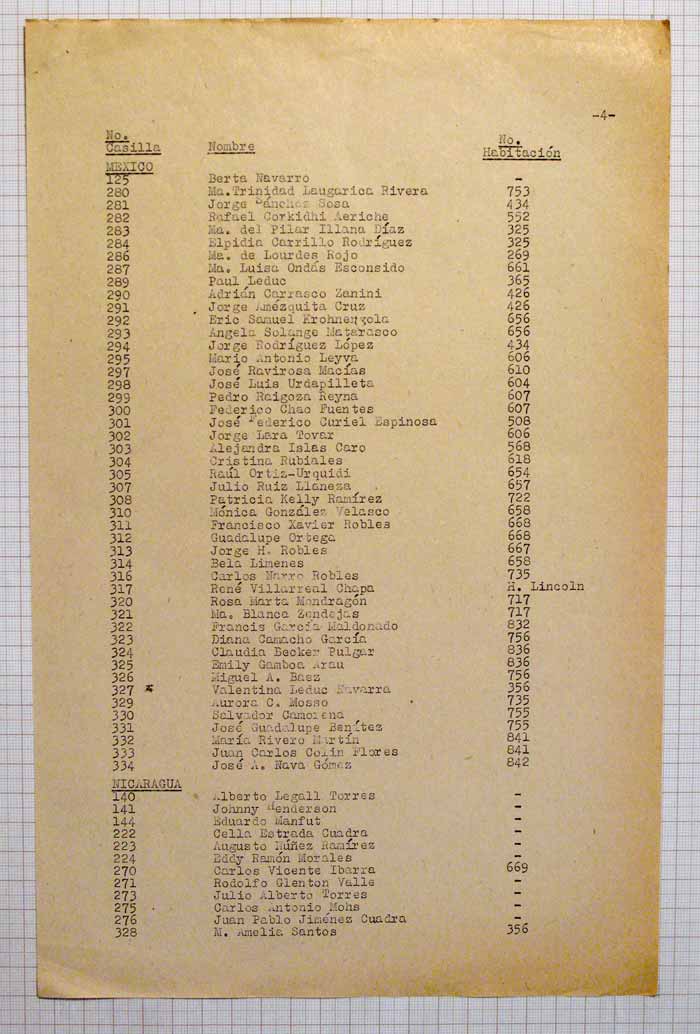 -4-
No. No.
Casilla Nombre Habitación
MEXICO
125 Berta Navarro -
280 Ma.Trinidad Laugarica Rivera 753
281 Jorge Sánchez Sosa 434
282 Rafael Corkidhi Aeriche 552
283 Ma. del Pilar Illana Díaz 325
284 Elpidia Carrillo Rodríguez 325
286 Ma. de Lourdes Rojo 269
287 Ma. Luisa Ondás Esconsido 661
289 Paul Leduc 365
290 Adrián Carrasco Zanini 426
291 Jorge Amézquita Cruz 426
292 Eric Samuel 656
293 Angela Solange Matarasco 656
294 Jorge Rodríguez López 434
295 Mario Antonio Leyva 606
297 José Ravirosa Macías 610
298 José Luis Urdapilleta 604
299 Pedro Raigoza Reyna 607
300 Federico Chao Fuentes 607
301 José Federico Curiel Espinosa 508
302 Jorge Lara Tovar 606
303 Alejandra Islas Caro 568
304 Cristina Rubiales 618
305 Raúl Ortiz-Urquidi 654
307 Julio Ruiz Llaneza 657
308 Patricia Kelly Ramírez 722
310 Mónica González Velasco 658
311 Francisco Xavier Robles 668
312 Guadalupe Ortega 668
313 Jorge H. Robles 667
314 Bela Limenes 658
316 Carlos Narro Robles 735
317 René Villarreal Chapa H. Lincoln
320 Rosa Marta Mondragón 717
321 Ma. Blanca Zendejas 717
322 Francis García Maldonado 832
323 Diana Camacho García 756
324 Claudia Becker Pulgar 836
325 Emily Gamboa Arau 836
326 Miguel A. Baez 756
327 * Valentina Leduc Navarra 356
329 Aurora C. Mosso 735
330 Salvador Camorena 755
331 José Guadalupe Benítez 755
332 María Rivero Martín 841
333 Juan Carlos Colín Flores 841
334 José A. Nava Gómez 842
NICARAGUA
140 Alberto Legall Torres -
141 Johnny Henderson -
144 Eduardo Manfut -
222 Cella Estrada Cuadra -
223 Augusto Núñez Ramírez -
224 Eddy Ramón Morales -
270 Carlos Vicente Ibarra 669
271 Rodolfo Glenton Valle -
273 Julio Alberto Torres -
275 Carlos Antonio Mohs -
276 Juan Pablo Jiménez Cuadra -
328 M. Amelia Santos 356